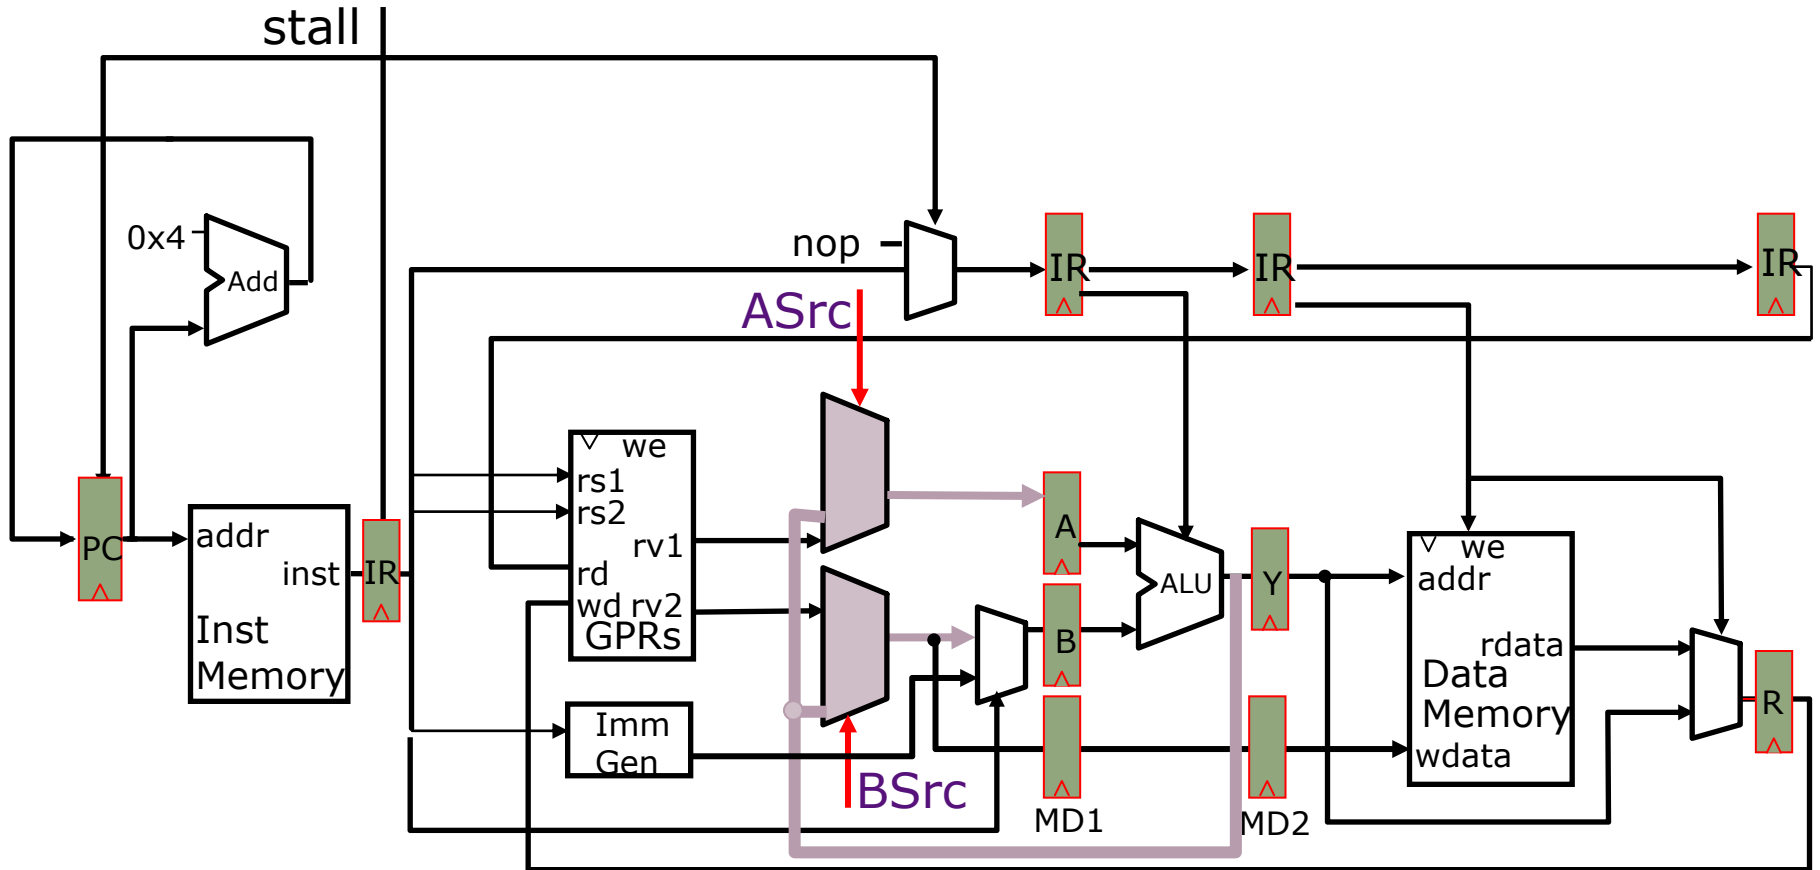 stall
0x4
Add
nop
IR
IR
IR
ASrc
we
rs1
rs2
rv1
rd
wd rv2
GPRs
PC
addr
inst
Inst
Memory
IR
A
B
ALU
Y
we
addr
rdata
Data
Memory
wdata
R
Imm
Gen
BSrc
MD1
MD2